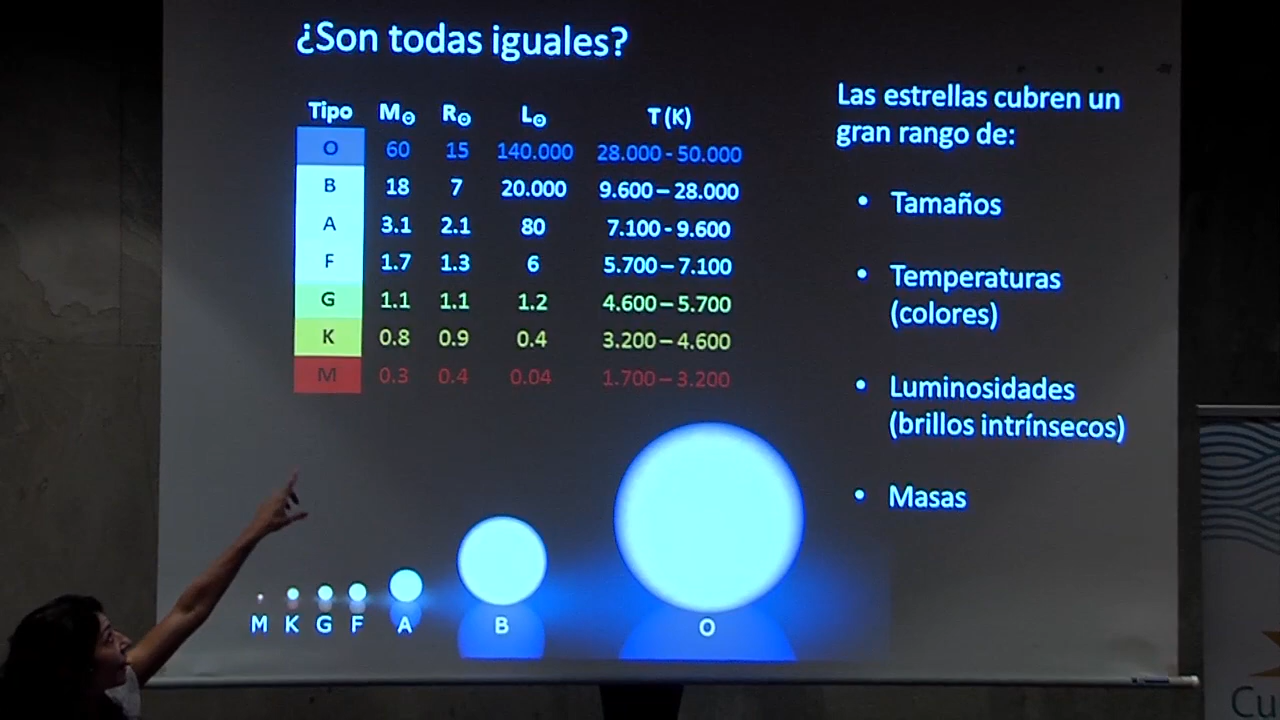 ¿Son todas iguales?
Tipo M☉ R☉ L☉ T (K)
O 60 15 140.000 28.000 - 50.000
B 18 7 20.000 9.600 – 28.000
A 3.1 2.1 80 7.100 - 9.600
F 1.7 1.3 6 5.700 – 7.100
G 1.1 1.1 1.2 4.600 – 5.700
K 0.8 0.9 0.4 3.200 – 4.600
M 0.3 0.4 0.04 1.700 – 3.200
M K G F A B O
Las estrellas cubren un
gran rango de:
• Tamaños
• Temperaturas
(colores)
• Luminosidades
(brillos intrínsecos)
• Masas